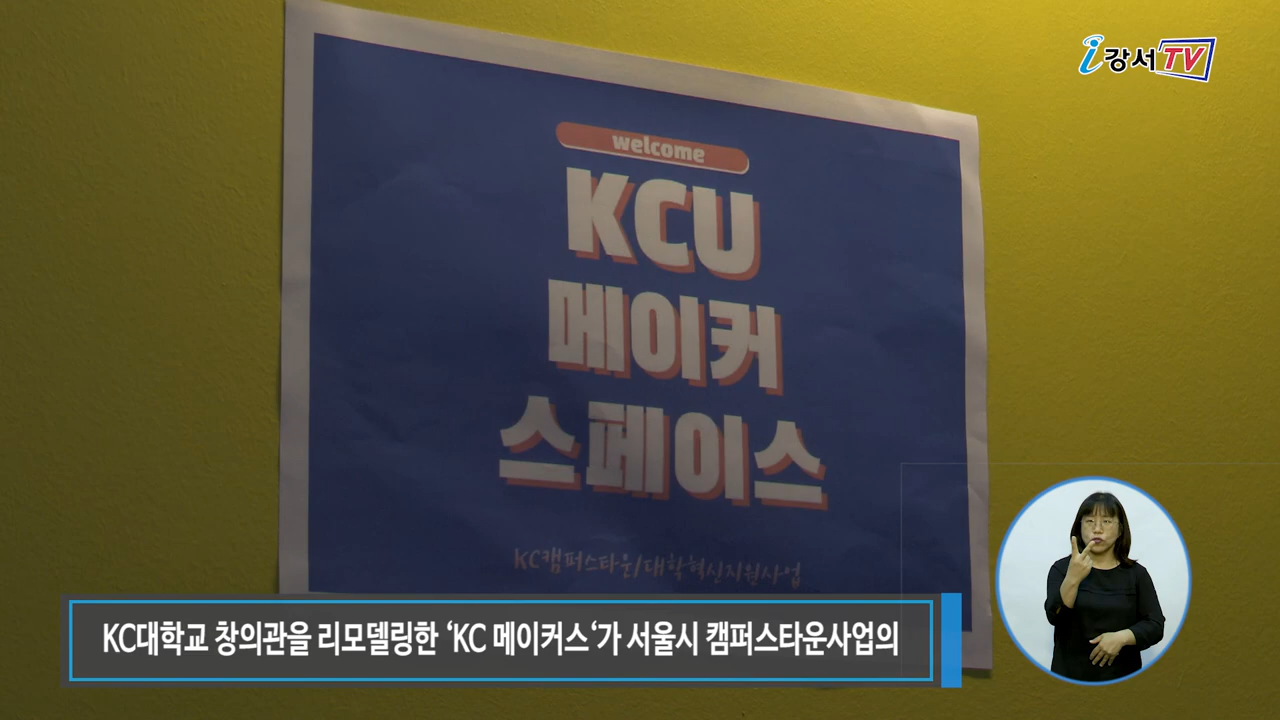 i강서TV
welcome
KCU
메이커
스페이스
KC캠퍼스타운/대학혁신지원사업
KC대학교 창의관을 리모델링한 ‘KC 메이커스‘가 서울시 캠퍼스타운사업의